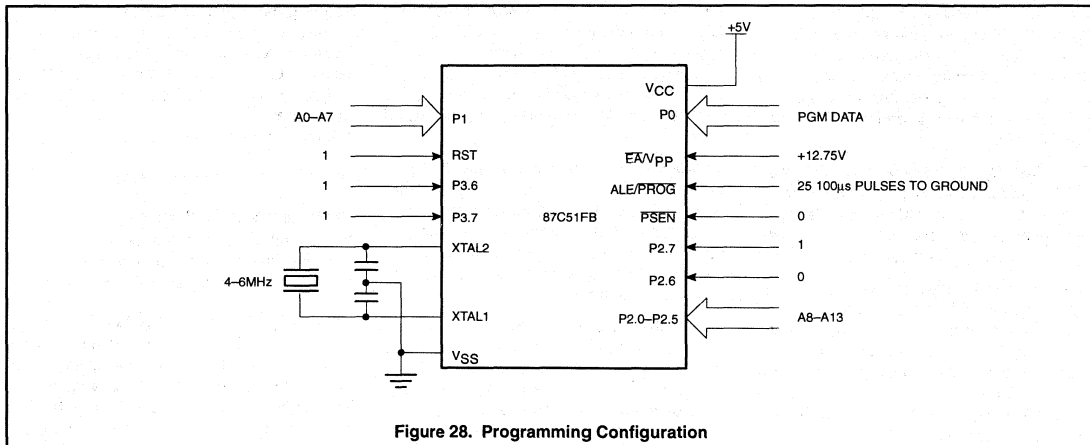 +5V
VCC
A0–A7
P1
P0
PGM DATA
1
RST
EA/VPP
+12.75V
1
P3.6
ALE/PROG
25 100µs PULSES TO GROUND
1
P3.7
87C51FB
PSEN
0
XTAL2
P2.7
1
4–6MHz
P2.6
0
XTAL1
P2.0–P2.5
A8–A13
VSS
Figure 28. Programming Configuration